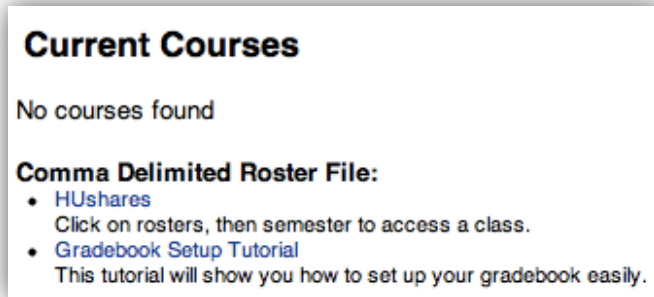 Current Courses
No courses found
Comma Delimited Roster File:
• HUshares
Click on rosters, then semester to access a class.
• Gradebook Setup Tutorial
This tutorial will show you how to set up your gradebook easily.